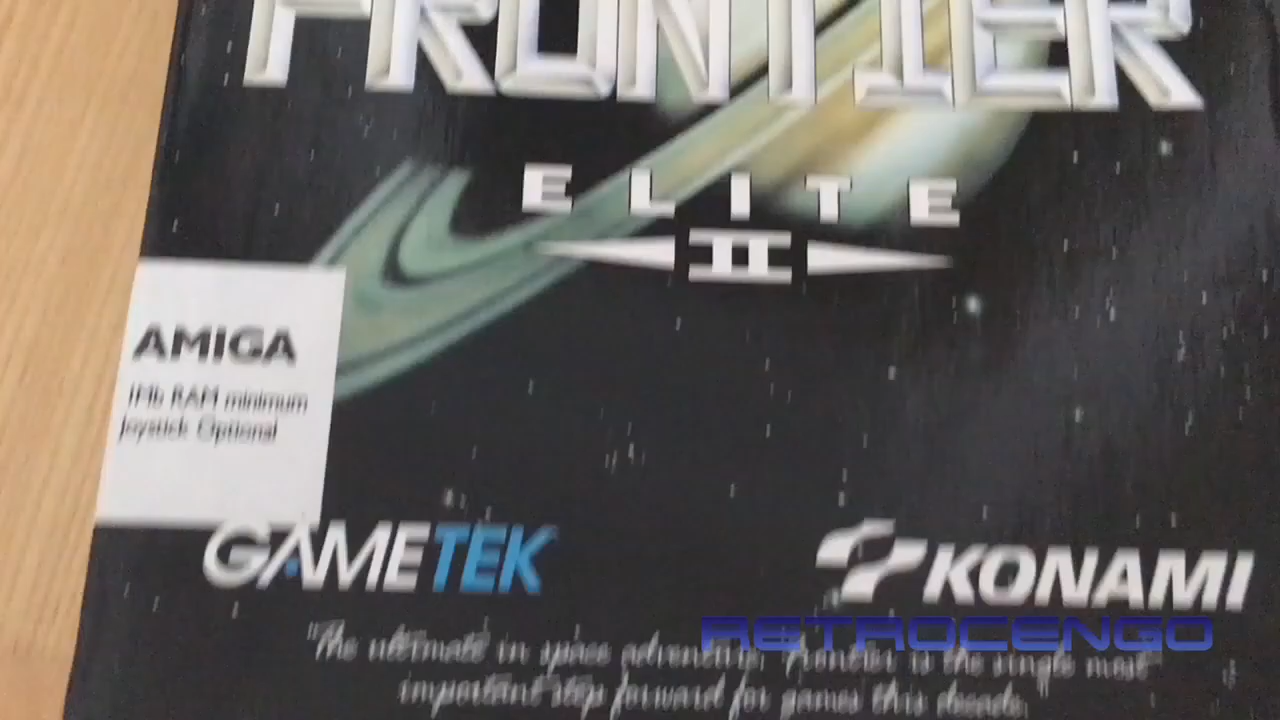 FRONTIER
ELITE
II
AMIGA
1Mb RAM minimum
Joystick Optional
GAMETEK
KONAMI
RETROCENGO
"The ultimate in space adventure. Frontier is the single most
important step forward for games this decade."